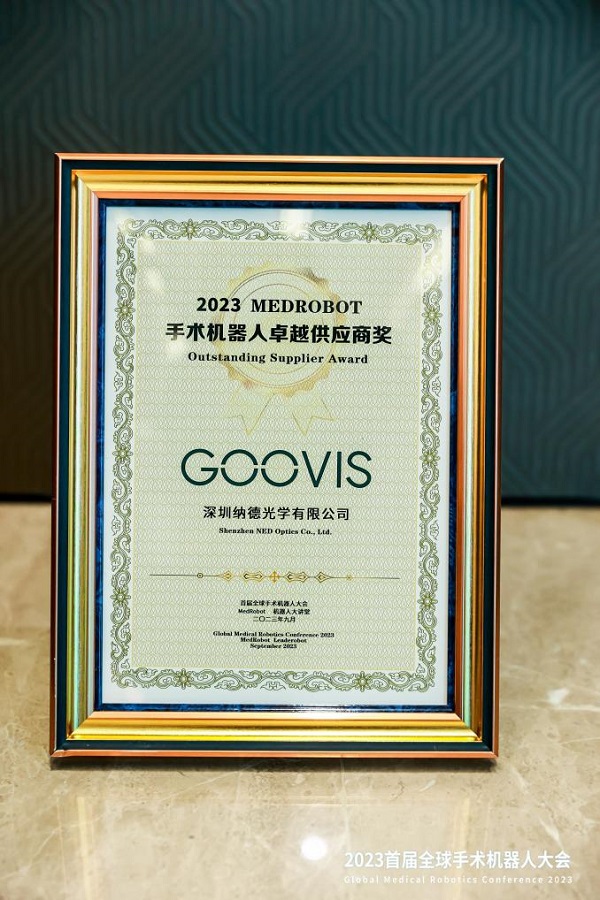 2023 MEDROBOT
手术机器人卓越供应商奖
Outstanding Supplier Award
GOOVIS
深圳纳德光学有限公司
Shenzhen NED Optics Co., Ltd.
首届全球手术机器人大会
MedRobot 机器人大讲堂
二〇二三年九月
Global Medical Robotics Conference 2023
MedRobot Leaderobot
September 2023
2023首届全球手术机器人大会
Global Medical Robotics Conference 2023